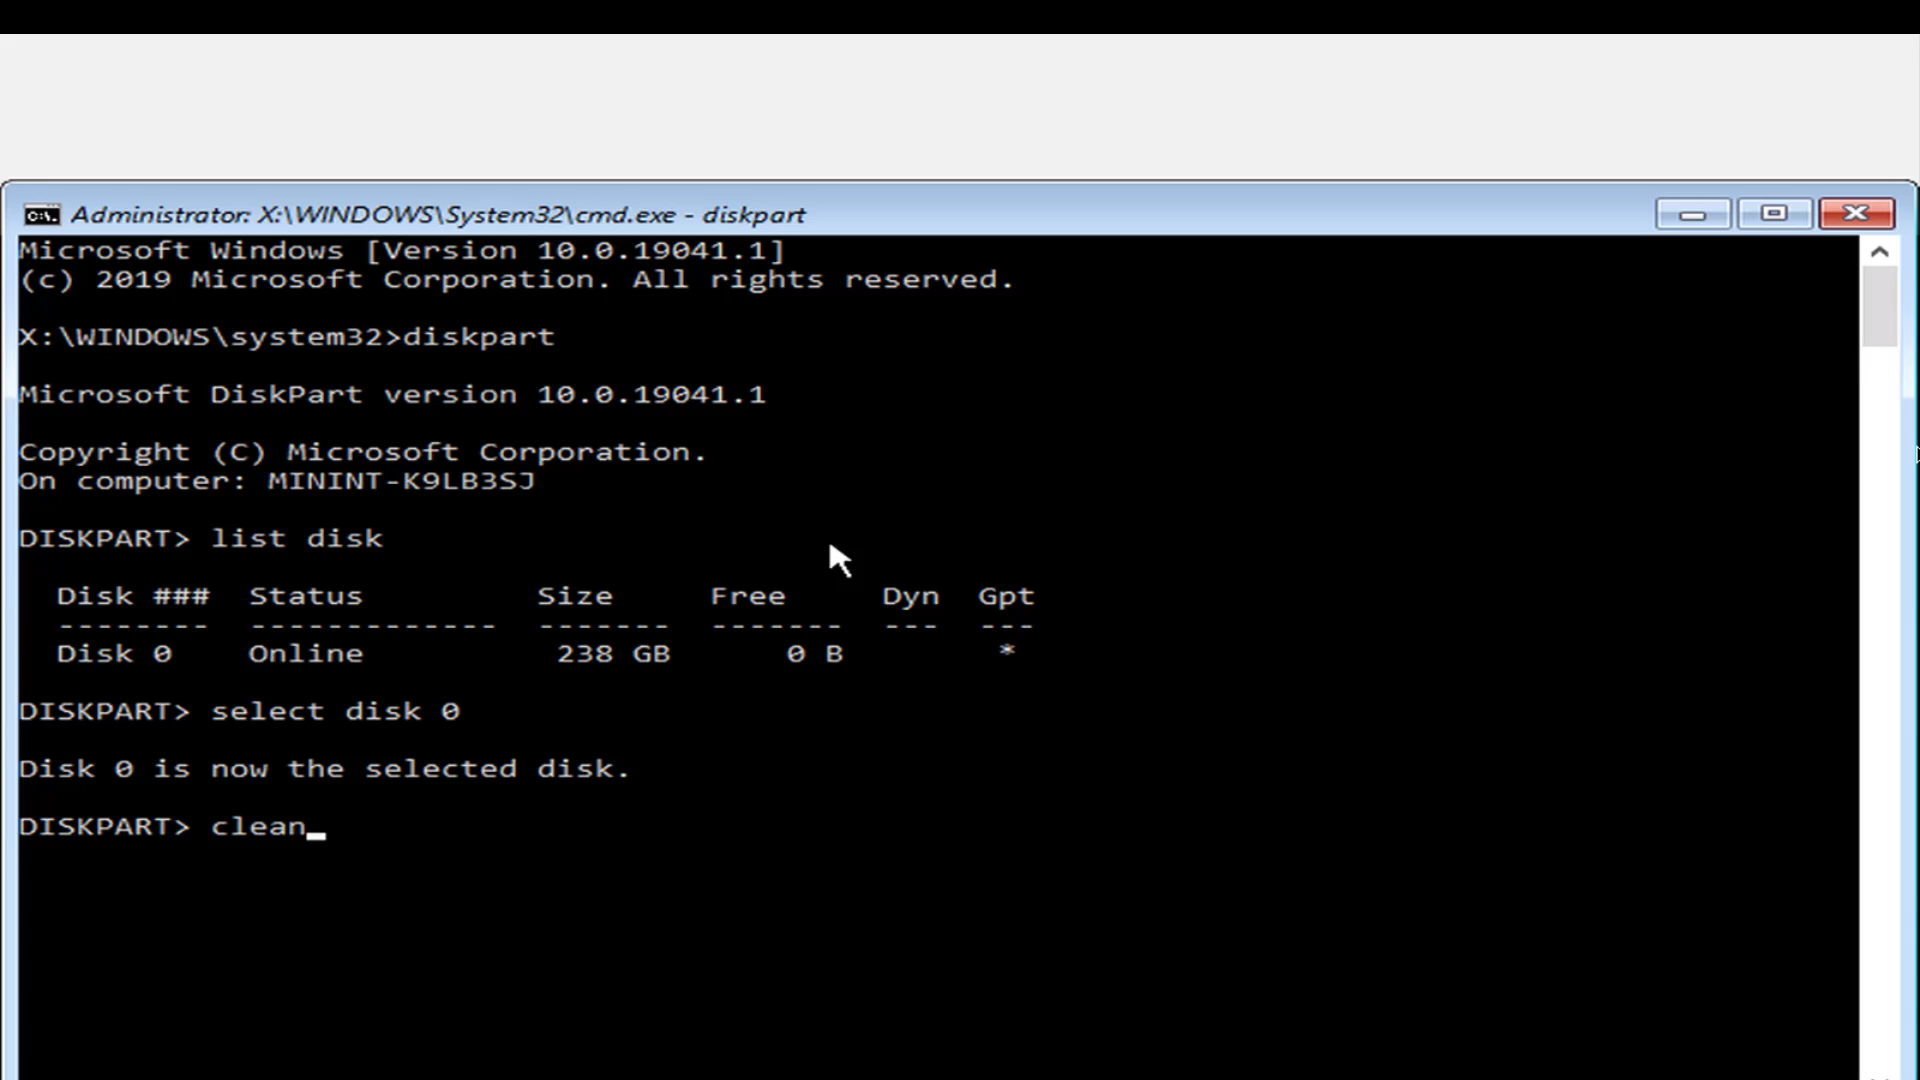 Administrator: X:\WINDOWS\System32\cmd.exe - diskpart
Microsoft Windows [Version 10.0.19041.1]
(c) 2019 Microsoft Corporation. All rights reserved.
X:\WINDOWS\system32>diskpart
Microsoft DiskPart version 10.0.19041.1
Copyright (C) Microsoft Corporation.
On computer: MININT-K9LB3SJ
DISKPART> list disk
Disk ###  Status         Size     Free     Dyn  Gpt
--------  -------------  -------  -------  ---  ---
Disk 0    Online          238 GB      0 B        *
DISKPART> select disk 0
Disk 0 is now the selected disk.
DISKPART> clean_